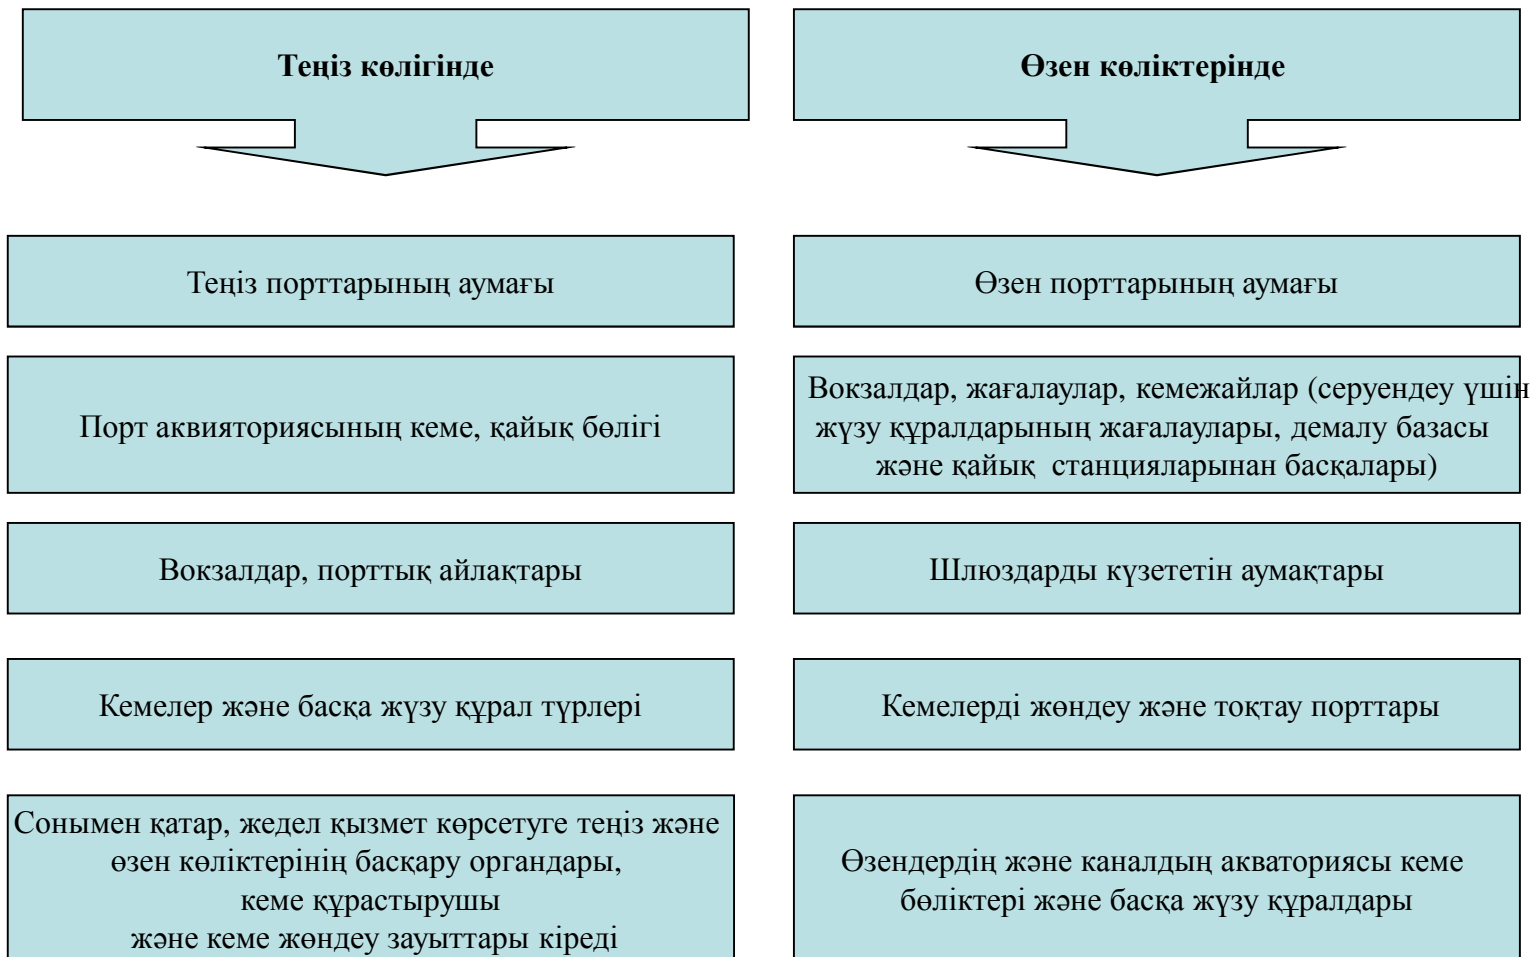 Теңіз көлігінде
Өзен көліктерінде
Теңіз порттарының аумағы
Өзен порттарының аумағы
Порт аквияториясының кеме, қайық бөлігі
Вокзалдар, жағалаулар, кемежайлар (серуендеу үшін
жүзу құралдарының жағалаулары, демалу базасы
және қайық станцияларынан басқалары)
Вокзалдар, порттық айлақтары
Шлюздарды күзететін аумақтары
Кемелер және басқа жүзу құрал түрлері
Кемелерді жөндеу және тоқтау порттары
Сонымен қатар, жедел қызмет көрсетуге теңіз және
өзен көліктерінің басқару органдары,
кеме құрастырушы
және кеме жөндеу зауыттары кіреді
Өзендердің және каналдың акваториясы кеме
бөліктері және басқа жүзу құралдары